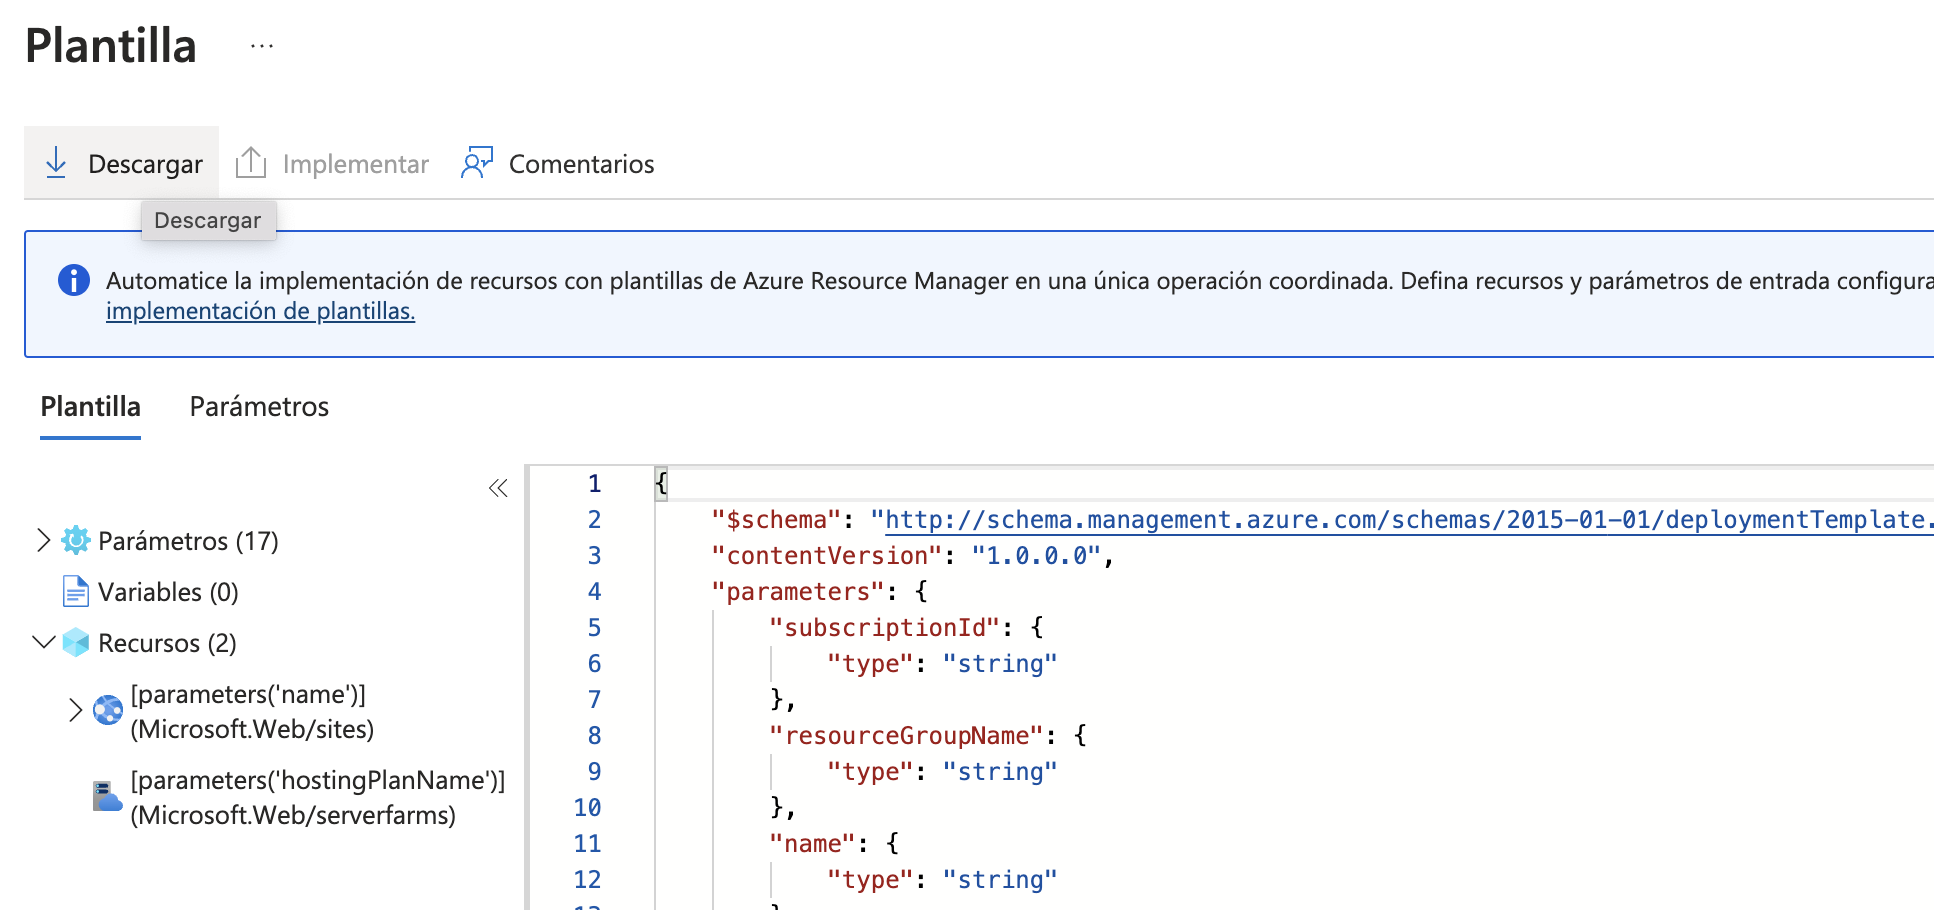 Plantilla ...
Descargar Implementar Comentarios
Descargar
Automatice la implementación de recursos con plantillas de Azure Resource Manager en una única operación coordinada. Defina recursos y parámetros de entrada configura
implementación de plantillas.
Plantilla Parámetros
Parámetros (17)
Variables (0)
Recursos (2)
[parameters('name')]
(Microsoft.Web/sites)
[parameters('hostingPlanName')]
(Microsoft.Web/serverfarms)
1 {
2 "$schema": "http://schema.management.azure.com/schemas/2015-01-01/deploymentTemplate.
3 "contentVersion": "1.0.0.0",
4 "parameters": {
5 "subscriptionId": {
6 "type": "string"
7 },
8 "resourceGroupName": {
9 "type": "string"
10 },
11 "name": {
12 "type": "string"